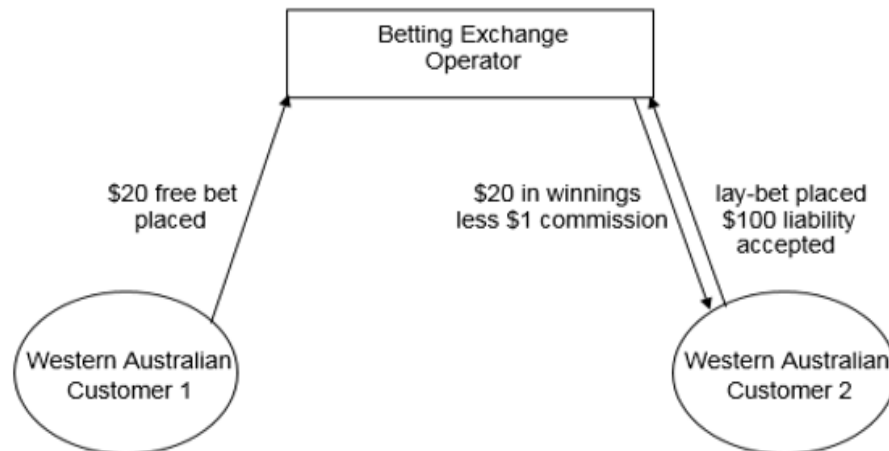 Betting Exchange
Operator
$20 free bet
placed
$20 in winnings
less $1 commission
lay-bet placed
$100 liability
accepted
Western Australian
Customer 1
Western Australian
Customer 2